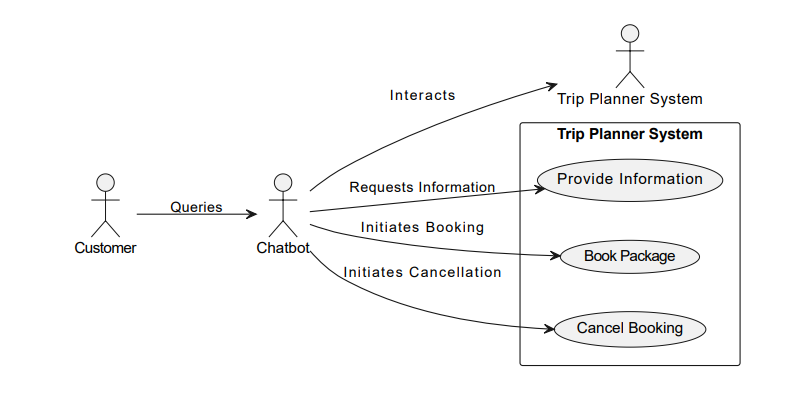 Interacts
Trip Planner System
Trip Planner System
Provide Information
Requests Information
Queries
Initiates Booking
Customer
Chatbot
Book Package
Initiates Cancellation
Cancel Booking